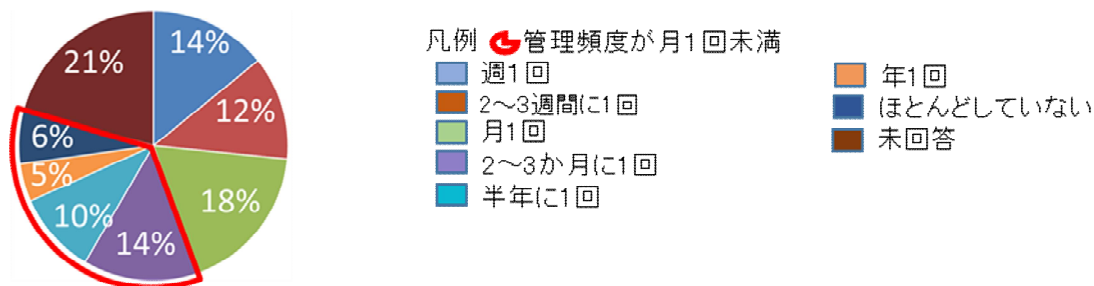 14%
12%
18%
14%
10%
5%
6%
21%
凡例 管理頻度が月1回未満
週1回
2～3週間に1回
月1回
2～3か月に1回
半年に1回
年1回
ほとんどしていない
未回答